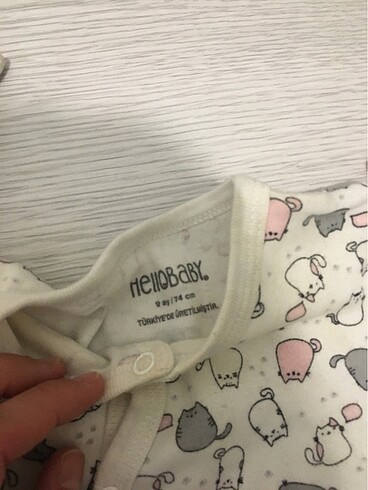 HELLOBABY.
9 ay / 74 cm
TÜRKİYE'DE ÜRETİLMİŞTİR.